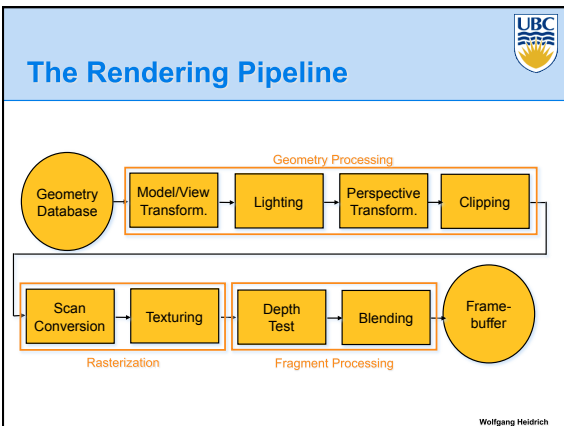 UBC
The Rendering Pipeline
Geometry Processing
Geometry
Database
Model/View
Transform.
Lighting
Perspective
Transform.
Clipping
Scan
Conversion
Texturing
Depth
Test
Blending
Frame-
buffer
Rasterization
Fragment Processing
Wolfgang Heidrich